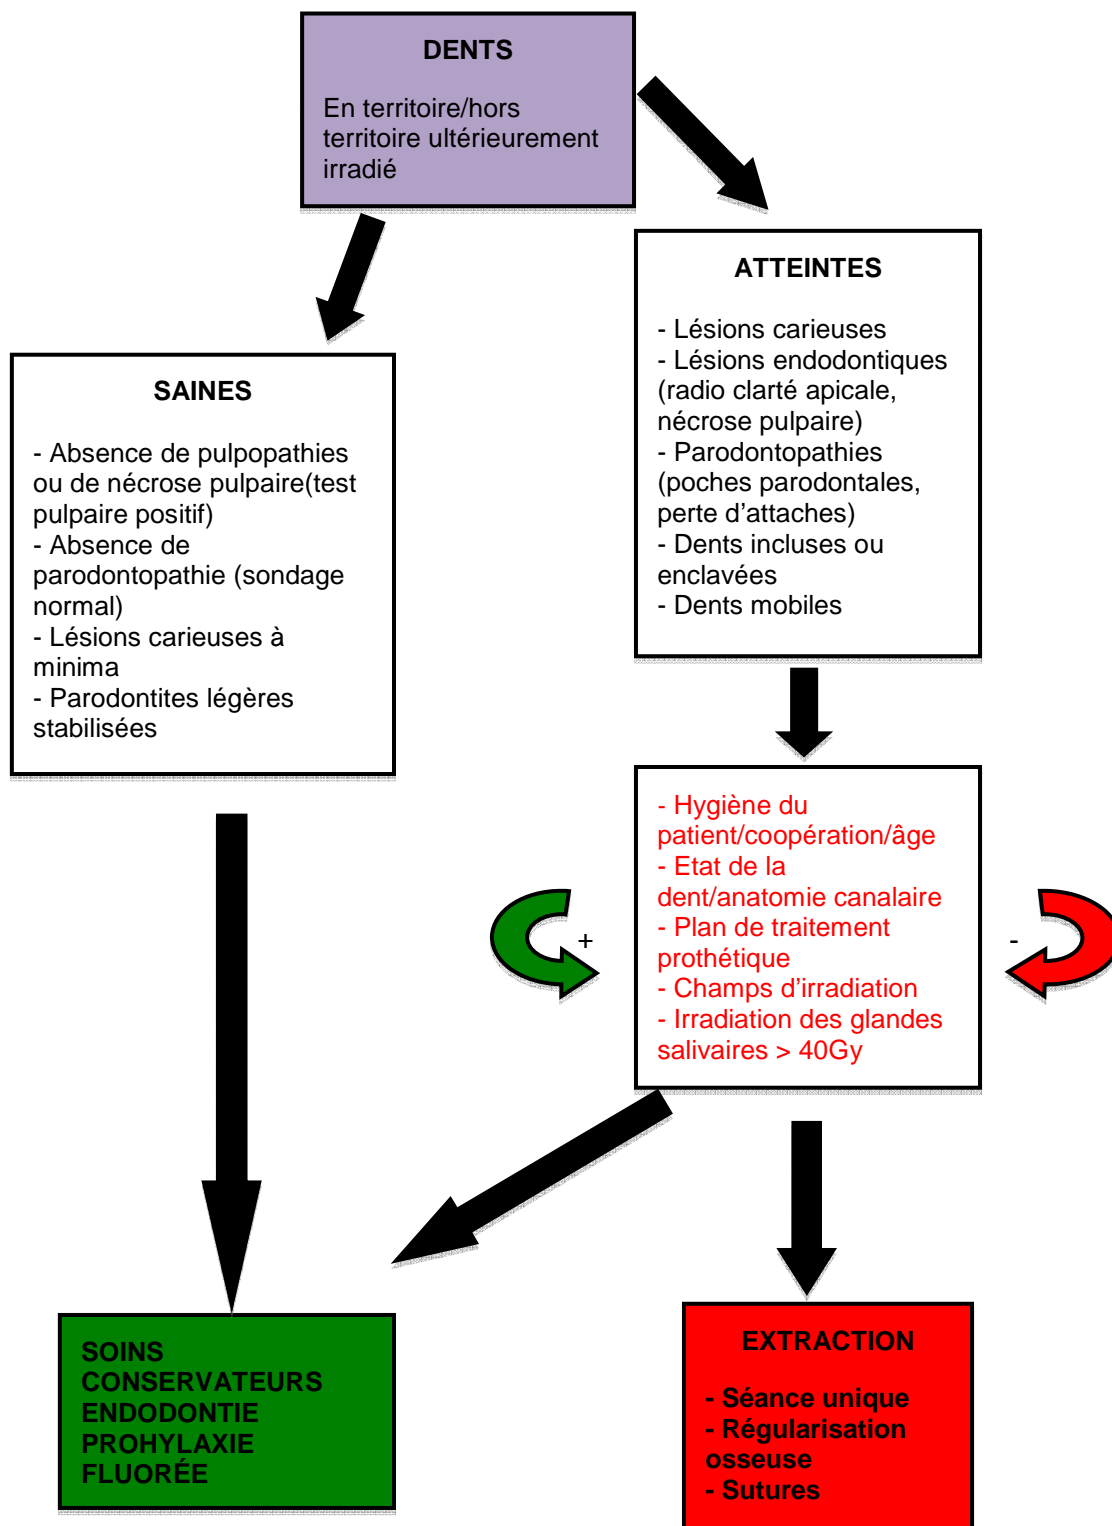 DENTS
En territoire/hors
territoire ultérieurement
irradié
ATTEINTES
- Lésions carieuses
- Lésions endodontiques
(radio clarté apicale,
nécrose pulpaire)
- Parodontopathies
(poches parodontales,
perte d'attaches)
- Dents incluses ou
enclavées
- Dents mobiles
SAINES
- Absence de pulpopathies
ou de nécrose pulpaire(test
pulpaire positif)
- Absence de
parodontopathie (sondage
normal)
- Lésions carieuses à
minima
- Parodontites légères
stabilisées
- Hygiène du
patient/coopération/âge
- Etat de la
dent/anatomie canalaire
- Plan de traitement
prothétique
- Champs d'irradiation
- Irradiation des glandes
salivaires > 40Gy
+
-
SOINS
CONSERVATEURS
ENDODONTIE
PROHYLAXIE
FLUORÉE
EXTRACTION
- Séance unique
- Régularisation
osseuse
- Sutures